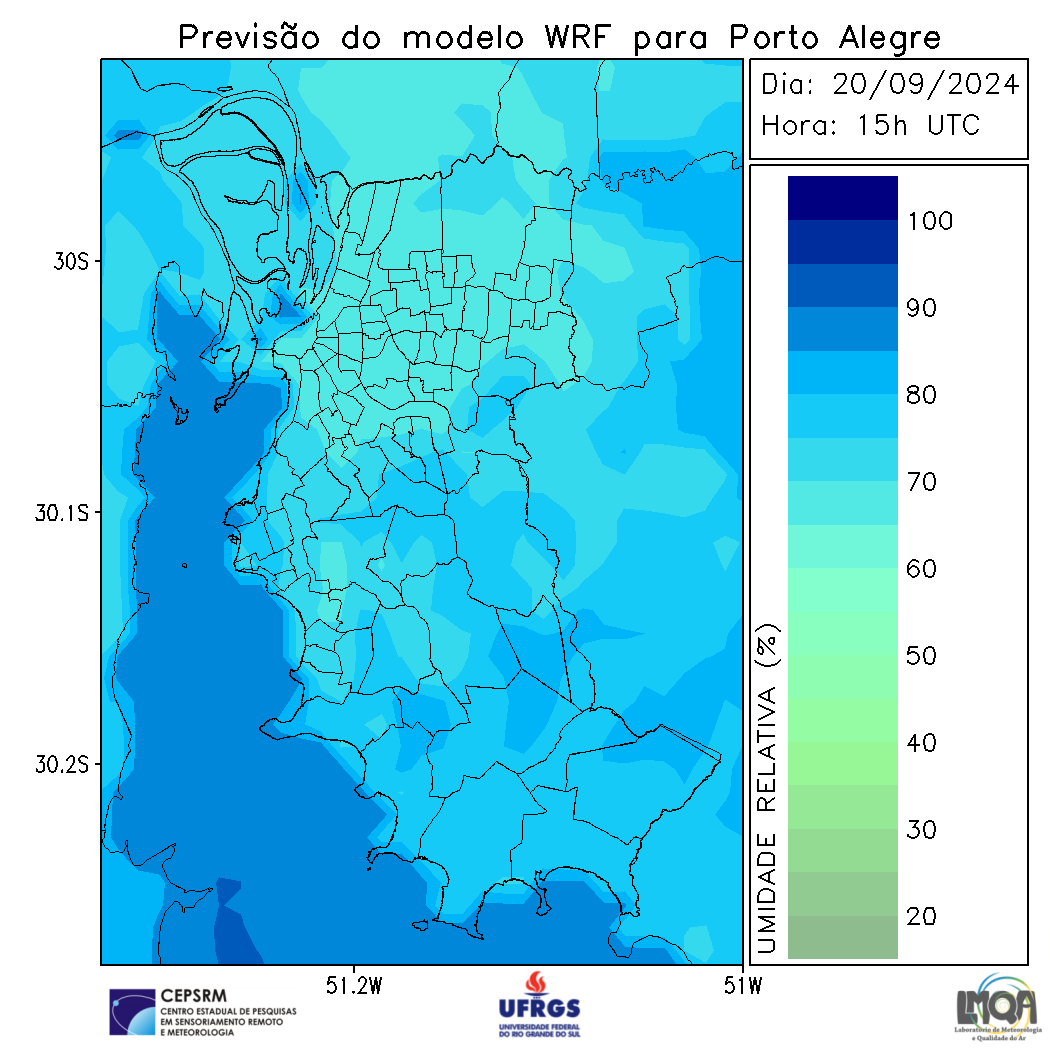 Previsão do modelo WRF para Porto Alegre
Dia: 20/09/2024
Hora: 15h UTC
100
90
80
70
60
50
40
30
20
UMIDADE RELATIVA (%)
30S
30.1S
30.2S
51.2W
51W
CEPSRM
CENTRO ESTADUAL DE PESQUISAS
EM SENSORIAMENTO REMOTO
E METEOROLOGIA
UFRGS
UNIVERSIDADE FEDERAL
DO RIO GRANDE DO SUL
LMQA
Laboratório de Meteorologia
e Qualidade do Ar